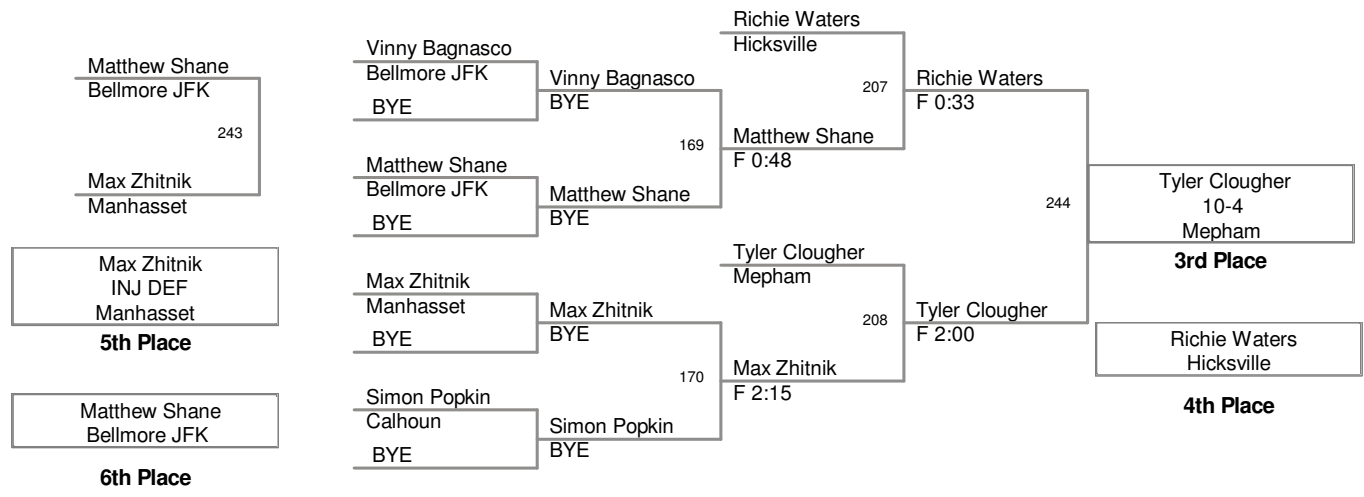 Matthew Shane
Bellmore JFK
243
Max Zhitnik
Manhasset
Max Zhitnik
INJ DEF
Manhasset
5th Place
Matthew Shane
Bellmore JFK
6th Place
Vinny Bagnasco
Bellmore JFK
BYE
Matthew Shane
Bellmore JFK
BYE
Max Zhitnik
Manhasset
BYE
Simon Popkin
Calhoun
BYE
Vinny Bagnasco
BYE
169
Matthew Shane
BYE
Max Zhitnik
BYE
170
Simon Popkin
BYE
Richie Waters
Hicksville
207
Matthew Shane
F 0:48
Tyler Clougher
Mepham
208
Max Zhitnik
F 2:15
Richie Waters
F 0:33
244
Tyler Clougher
F 2:00
Tyler Clougher
10-4
Mepham
3rd Place
Richie Waters
Hicksville
4th Place